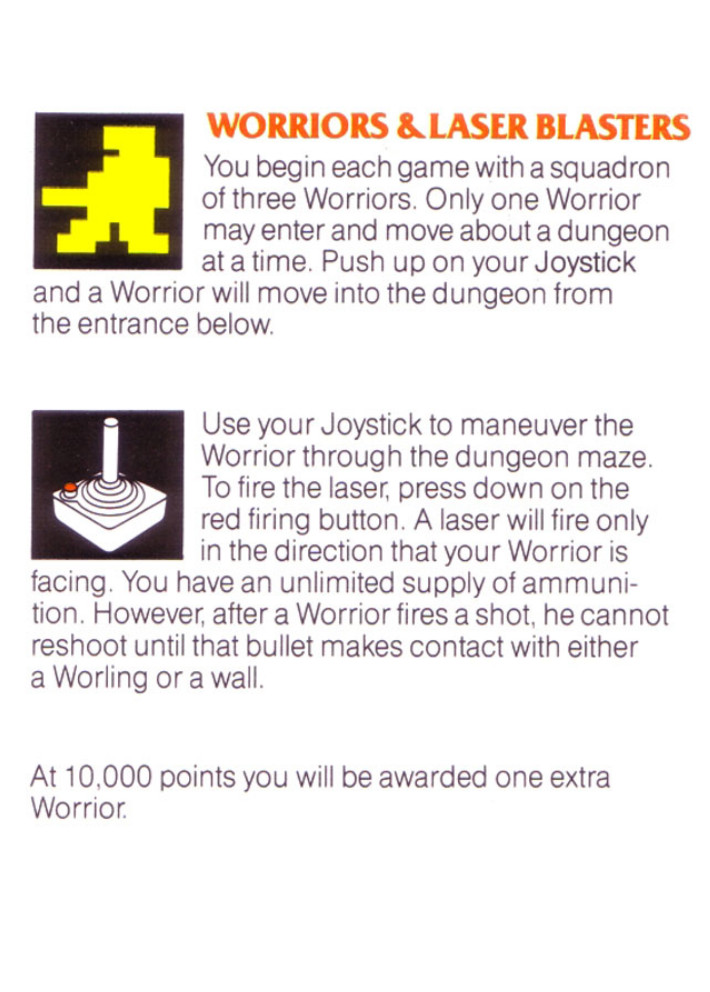 WORRIORS & LASER BLASTERS
You begin each game with a squadron
of three Worriors. Only one Worrior
may enter and move about a dungeon
at a time. Push up on your Joystick
and a Worrior will move into the dungeon from
the entrance below.
Use your Joystick to maneuver the
Worrior through the dungeon maze.
To fire the laser, press down on the
red firing button. A laser will fire only
in the direction that your Worrior is
facing. You have an unlimited supply of ammuni-
tion. However, after a Worrior fires a shot, he cannot
reshoot until that bullet makes contact with either
a Worling or a wall.
At 10,000 points you will be awarded one extra
Worrior.